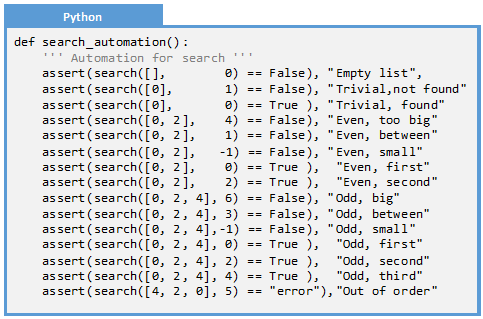 Python
def search_automation():
    ''' Automation for search '''
    assert(search([],        0) == False), "Empty list",
    assert(search([0],       1) == False), "Trivial,not found"
    assert(search([0],       0) == True ), "Trivial, found"
    assert(search([0, 2],    4) == False), "Even, too big"
    assert(search([0, 2],    1) == False), "Even, between"
    assert(search([0, 2],   -1) == False), "Even, small"
    assert(search([0, 2],    0) == True ),  "Even, first"
    assert(search([0, 2],    2) == True ),  "Even, second"
    assert(search([0, 2, 4], 6) == False), "Odd, big"
    assert(search([0, 2, 4], 3) == False), "Odd, between"
    assert(search([0, 2, 4],-1) == False), "Odd, small"
    assert(search([0, 2, 4], 0) == True ),  "Odd, first"
    assert(search([0, 2, 4], 2) == True ),  "Odd, second"
    assert(search([0, 2, 4], 4) == True ),  "Odd, third"
    assert(search([4, 2, 0], 5) == "error"),"Out of order"